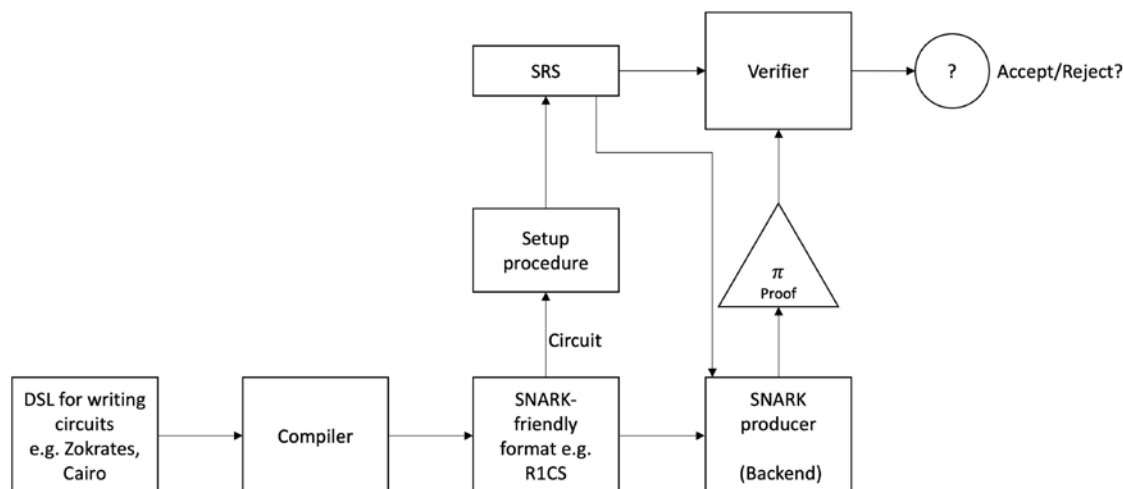 SRS
Verifier
?
Accept/Reject?
Setup
procedure
π
Proof
Circuit
DSL for writing
circuits
e.g. Zokrates,
Cairo
Compiler
SNARK-
friendly
format e.g.
R1CS
SNARK
producer
(Backend)